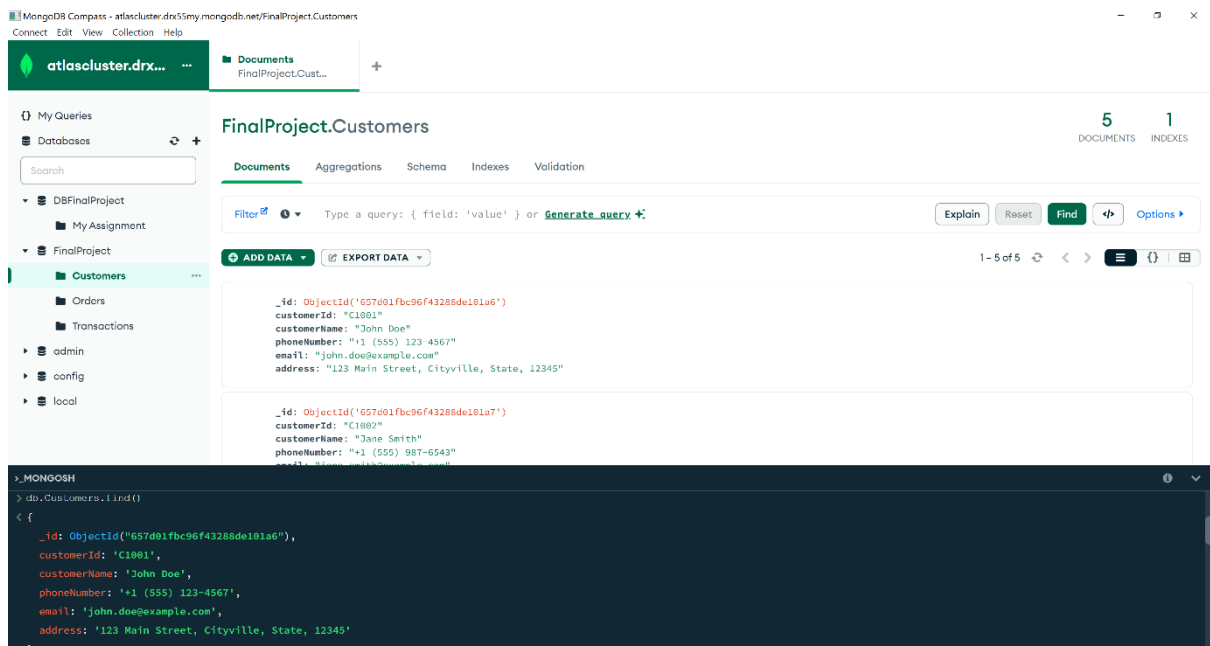 MongoDB Compass - atlascluster.drx55my.mongodb.net/FinalProject.Customers
Connect Edit View Collection Help
atlascluster.drx... ...
Documents
FinalProject.Cust...
+
{} My Queries
Databases
Search
DBFinalProject
My Assignment
FinalProject
Customers
Orders
Transactions
admin
config
local
FinalProject.Customers
5
DOCUMENTS
1
INDEXES
Documents Aggregations Schema Indexes Validation
Filter Type a query: { field: 'value' } or Generate query Explain Reset Find </> Options
ADD DATA EXPORT DATA 1 – 5 of 5 {}
_id: ObjectId('657d01fbc96f43288de101a6')
customerId: "C1001"
customerName: "John Doe"
phoneNumber: "+1 (555) 123-4567"
email: "john.doe@example.com"
address: "123 Main Street, Cityville, State, 12345"
_id: ObjectId('657d01fbc96f43288de101a7')
customerId: "C1002"
customerName: "Jane Smith"
phoneNumber: "+1 (555) 987-6543"
email: "jane.smith@example.com"
>_MONGOSH
> db.Customers.find()
< {
_id: ObjectId("657d01fbc96f43288de101a6"),
customerId: 'C1001',
customerName: 'John Doe',
phoneNumber: '+1 (555) 123-4567',
email: 'john.doe@example.com',
address: '123 Main Street, Cityville, State, 12345'